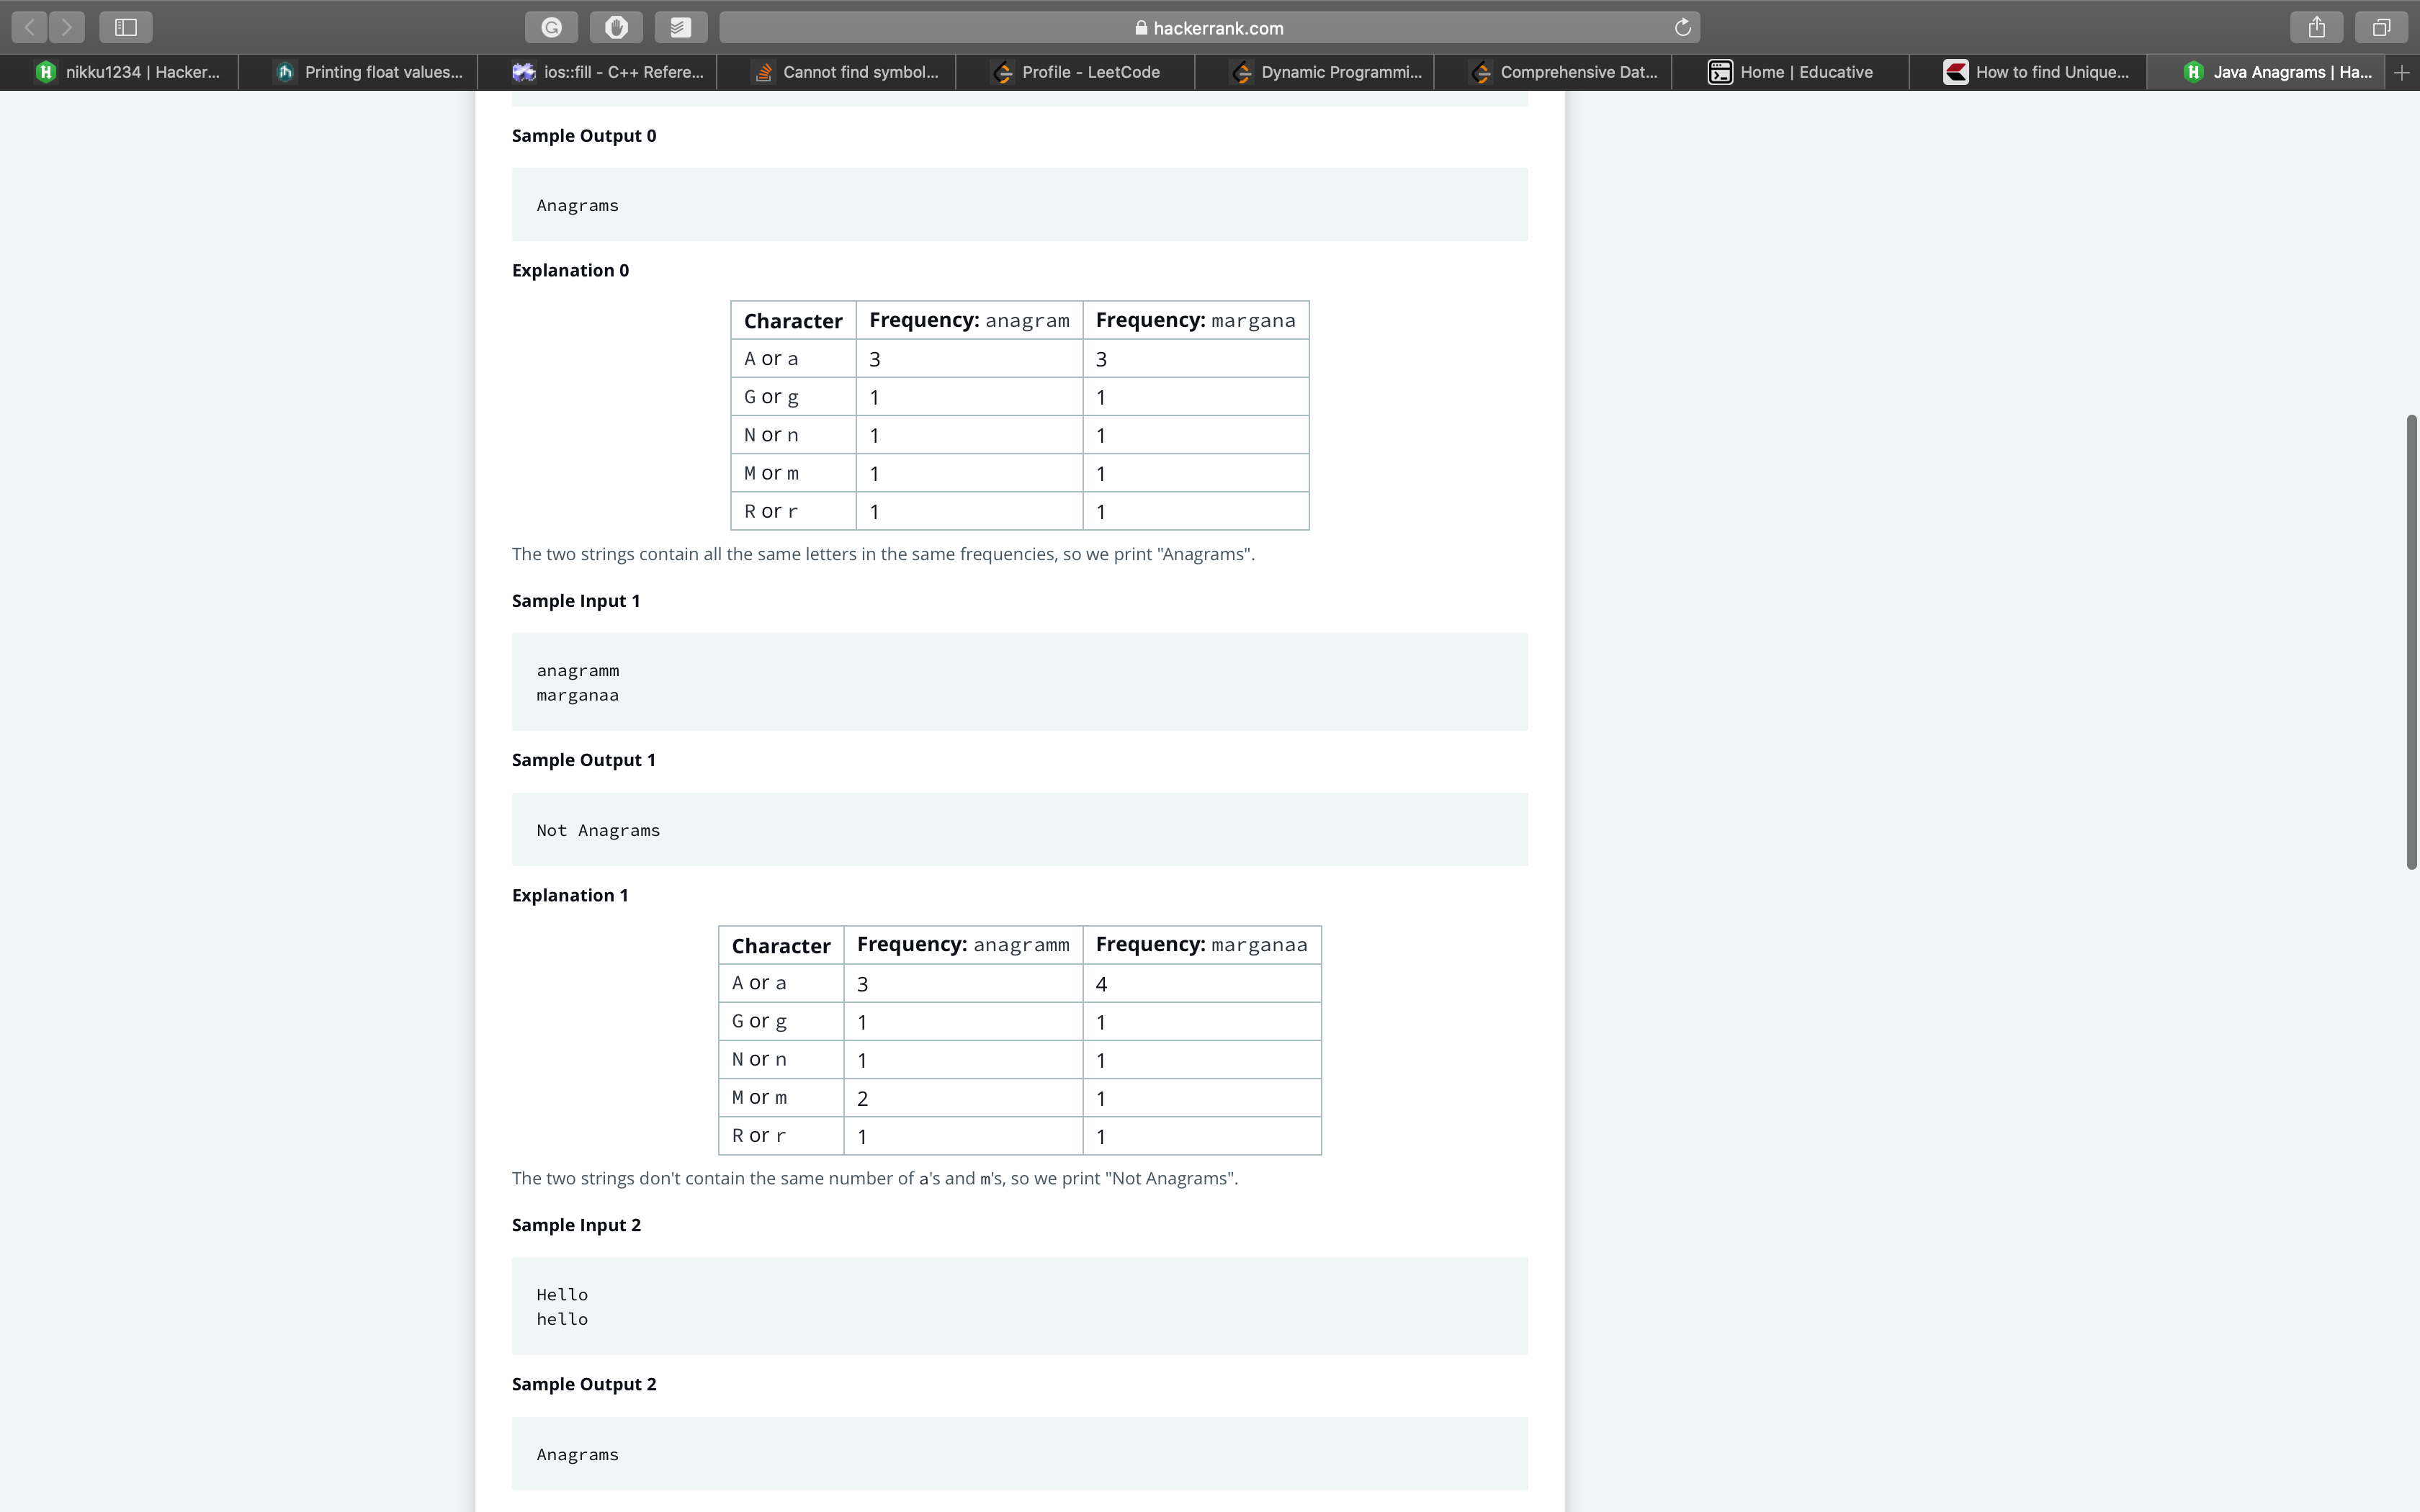 hackerrank.com
nikku1234 | Hacker...
Printing float values...
ios::fill - C++ Refere...
Cannot find symbol...
Profile - LeetCode
Dynamic Programmi...
Comprehensive Dat...
Home | Educative
How to find Unique...
Java Anagrams | Ha...
Sample Output 0
Anagrams
Explanation 0
Character Frequency: anagram Frequency: margana
A or a 3 3
G or g 1 1
N or n 1 1
M or m 1 1
R or r 1 1
The two strings contain all the same letters in the same frequencies, so we print "Anagrams".
Sample Input 1
anagramm
marganaa
Sample Output 1
Not Anagrams
Explanation 1
Character Frequency: anagramm Frequency: marganaa
A or a 3 4
G or g 1 1
N or n 1 1
M or m 2 1
R or r 1 1
The two strings don't contain the same number of a's and m's, so we print "Not Anagrams".
Sample Input 2
Hello
hello
Sample Output 2
Anagrams